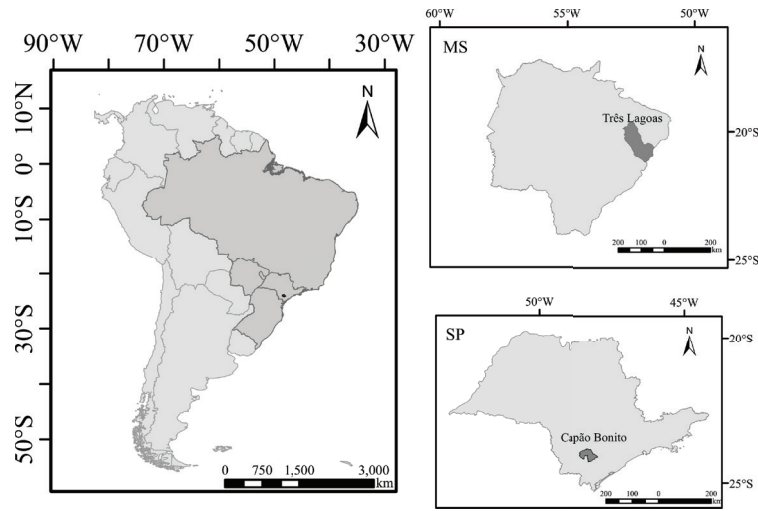 90°W 70°W 50°W 30°W
10°N
0°
10°S
30°S
50°S
N
0 750 1,500 3,000
km
60°W 55°W 50°W
MS
N
Três Lagoas
20°S
25°S
200 100 0 200
km
50°W 45°W
SP
N
20°S
Capão Bonito
25°S
200 100 0 200
km